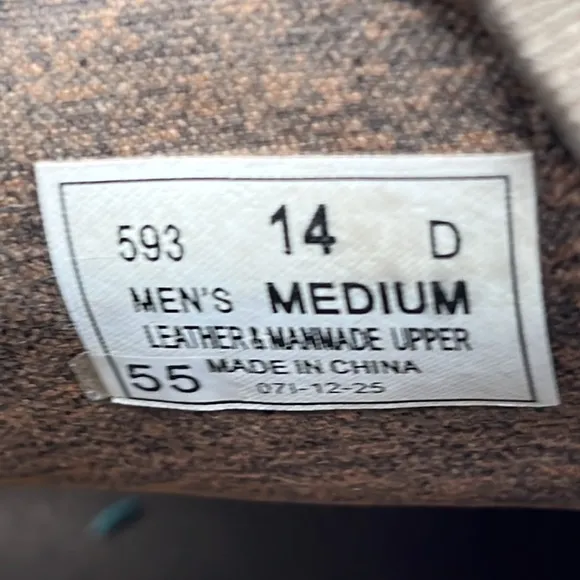 593 14 D
MEN'S MEDIUM
LEATHER & MANMADE UPPER
55 MADE IN CHINA
071-12-25